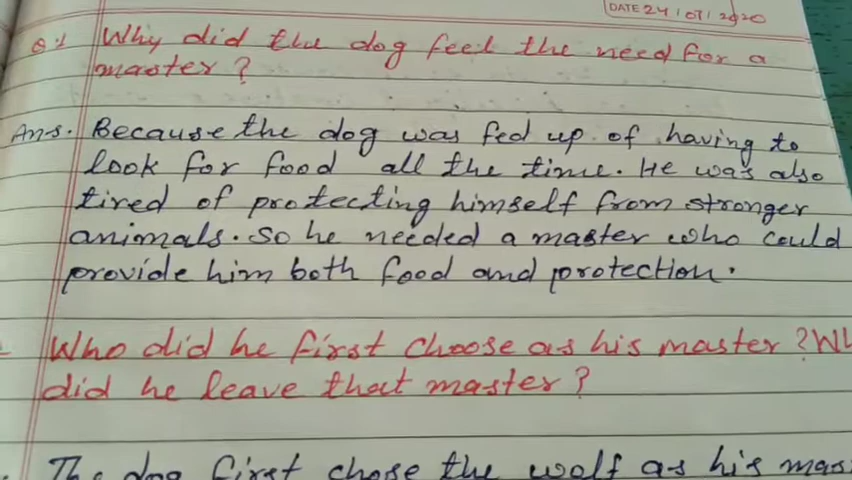 DATE 24/07/2020
Q.1 Why did the dog feel the need for a
master?
Ans. Because the dog was fed up of having to
look for food all the time. He was also
tired of protecting himself from stronger
animals. So he needed a master who could
provide him both food and protection.
Who did he first choose as his master?
did he leave that master?
The dog first chose the wolf as his